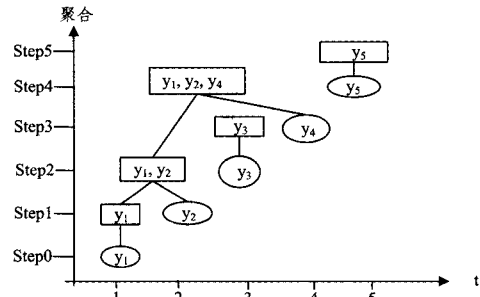 聚合
Step5 y₅
Step4 y₁, y₂, y₄ y₅
Step3 y₃ y₄
Step2 y₁, y₂ y₃
Step1 y₁ y₂
Step0 y₁
1 2 3 4 5 t